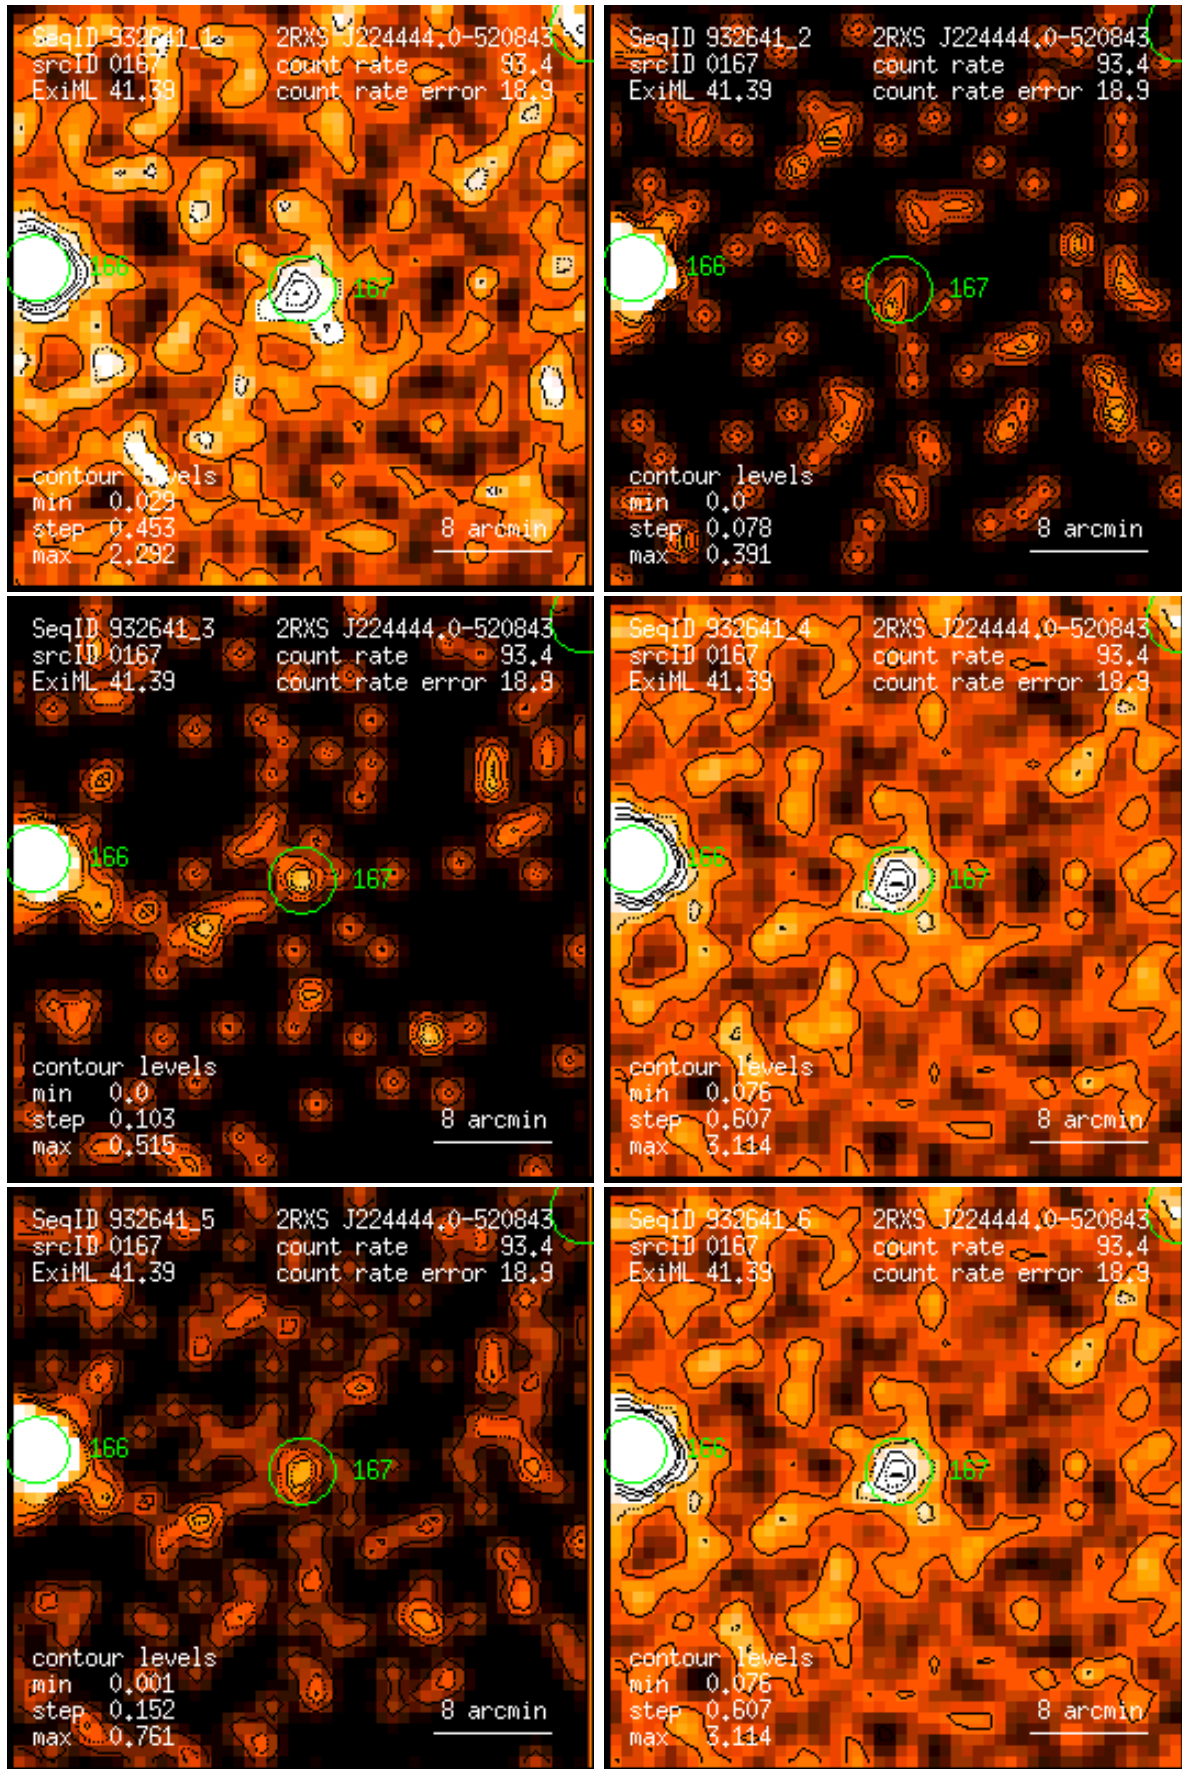 SeqID 932641_1 2RXS J224444.0-520843
srcID 0167 count rate 93.4
ExiML 41.39 count rate error 18.9
166
167
contour levels
min 0.029
step 0.453
max 2.292
8 arcmin
SeqID 932641_2 2RXS J224444.0-520843
srcID 0167 count rate 93.4
ExiML 41.39 count rate error 18.9
166
167
contour levels
min 0.0
step 0.078
max 0.391
8 arcmin
SeqID 932641_3 2RXS J224444.0-520843
srcID 0167 count rate 93.4
ExiML 41.39 count rate error 18.9
166
167
contour levels
min 0.0
step 0.103
max 0.515
8 arcmin
SeqID 932641_4 2RXS J224444.0-520843
srcID 0167 count rate 93.4
ExiML 41.39 count rate error 18.9
166
167
contour levels
min 0.076
step 0.607
max 3.114
8 arcmin
SeqID 932641_5 2RXS J224444.0-520843
srcID 0167 count rate 93.4
ExiML 41.39 count rate error 18.9
166
167
contour levels
min 0.001
step 0.152
max 0.761
8 arcmin
SeqID 932641_6 2RXS J224444.0-520843
srcID 0167 count rate 93.4
ExiML 41.39 count rate error 18.9
166
167
contour levels
min 0.076
step 0.607
max 3.114
8 arcmin